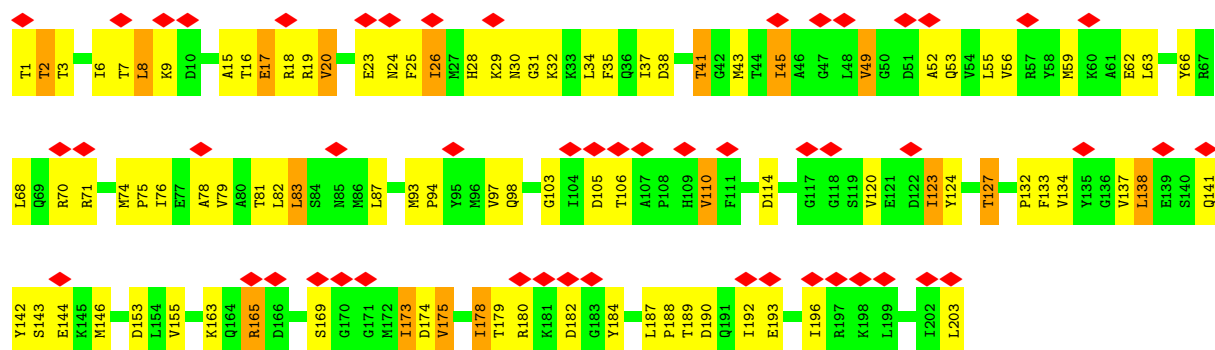 T1 T2 T3 I6 T7 L8 K9 D10 A15 T16 E17 R18 R19 V20 E23 N24 F25 I26 M27 H28 K29 N30 G31 K32 K33 L34 F35 Q36 I37 D38 T41 G42 M43 T44 I45 A46 G47 L48 V49 G50 D51 A52 Q53 V54 L55 V56 R57 Y58 M59 K60 A61 E62 L63 Y66 R67
L68 Q69 R70 R71 M74 P75 I76 E77 A78 V79 A80 T81 L82 L83 S84 N85 M86 L87 M93 P94 Y95 M96 V97 Q98 G103 I104 D105 T106 A107 P108 H109 V110 F111 D114 G117 G118 S119 V120 E121 D122 I123 Y124 T127 P132 F133 V134 Y135 G136 V137 L138 E139 S140 Q141
Y142 S143 E144 K145 M146 D153 L154 V155 K163 Q164 R165 D166 S169 G170 G171 M172 I173 D174 V175 I178 T179 R180 K181 D182 G183 Y184 L187 P188 T189 D190 Q191 I192 E193 I196 R197 K198 L199 I202 L203